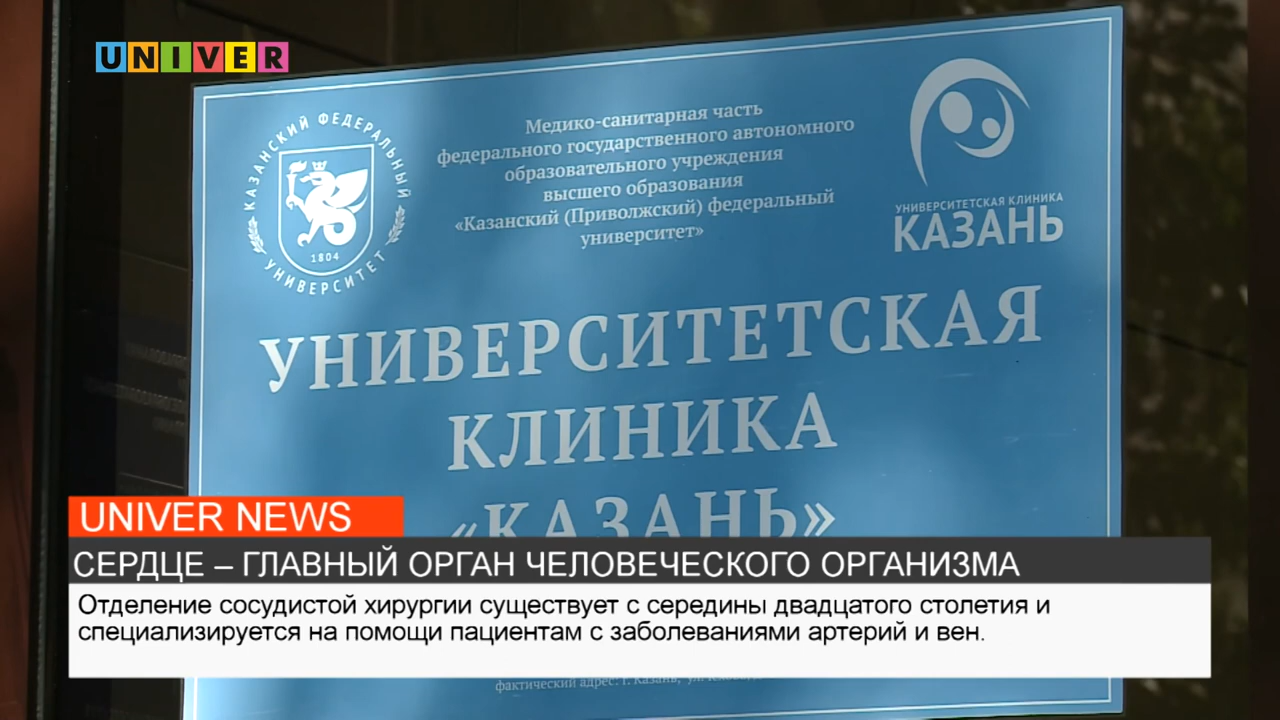 UNIVER
КАЗАНСКИЙ ФЕДЕРАЛЬНЫЙ
УНИВЕРСИТЕТ
1804
Медико-санитарная часть
федерального государственного автономного
образовательного учреждения
высшего образования
«Казанский (Приволжский) федеральный
университет»
УНИВЕРСИТЕТСКАЯ КЛИНИКА
КАЗАНЬ
УНИВЕРСИТЕТСКАЯ
КЛИНИКА
«КАЗАНЬ»
UNIVER NEWS
СЕРДЦЕ – ГЛАВНЫЙ ОРГАН ЧЕЛОВЕЧЕСКОГО ОРГАНИЗМА
Отделение сосудистой хирургии существует с середины двадцатого столетия и
специализируется на помощи пациентам с заболеваниями артерий и вен.
фактический адрес: г. Казань,